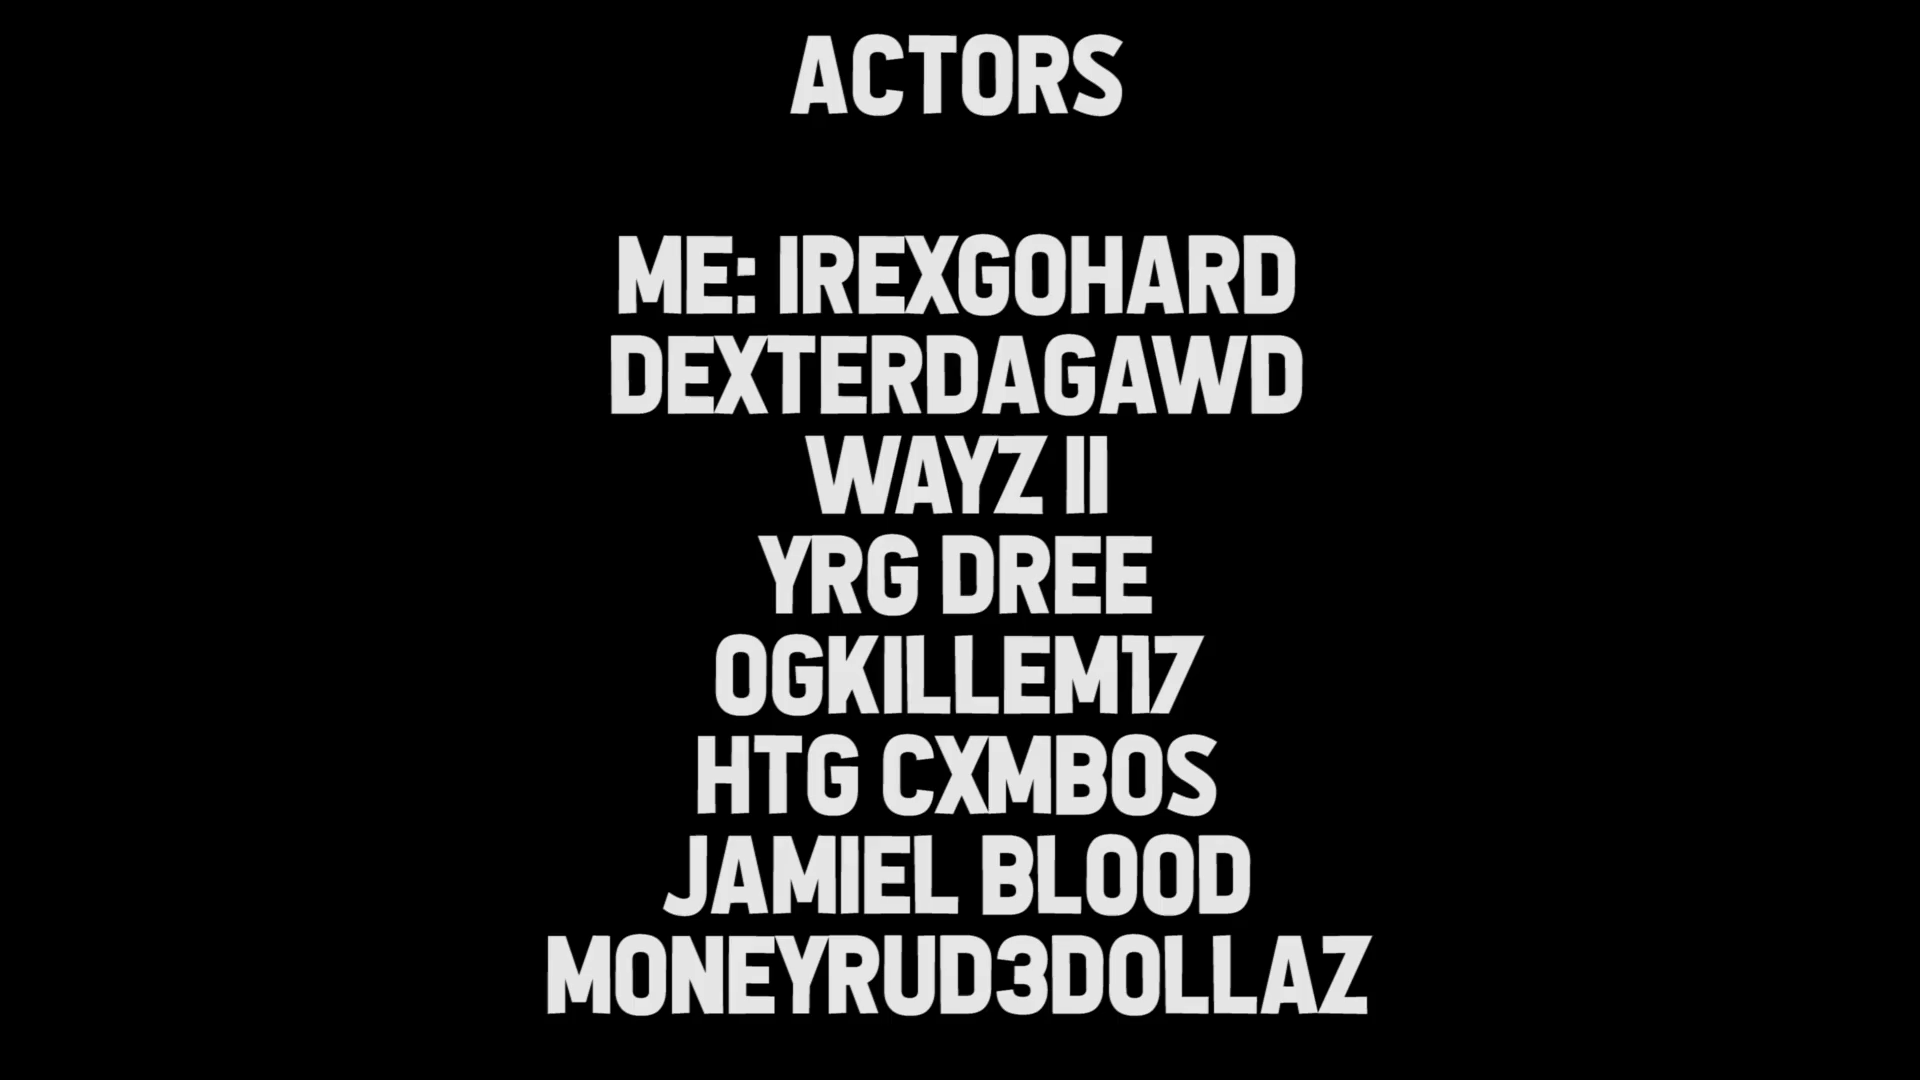 ACTORS
ME: IREXGOHARD
DEXTERDAGAWD
WAYZ II
YRG DREE
OGKILLEM17
HTG CXMBOS
JAMIEL BLOOD
MONEYRUD3DOLLAZ